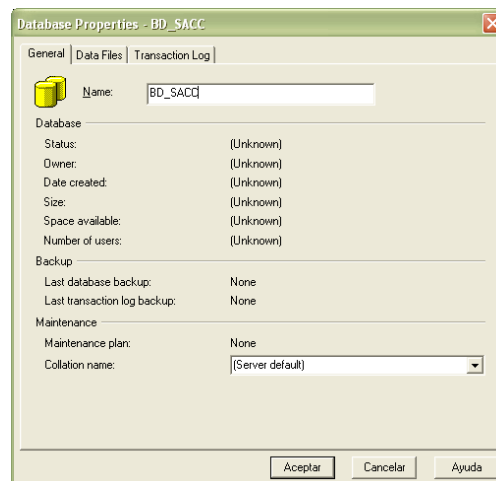 Database Properties - BD_SACC
General Data Files Transaction Log
Name: BD_SACC
Database
Status: (Unknown)
Owner: (Unknown)
Date created: (Unknown)
Size: (Unknown)
Space available: (Unknown)
Number of users: (Unknown)
Backup
Last database backup: None
Last transaction log backup: None
Maintenance
Maintenance plan: None
Collation name: (Server default)
Aceptar Cancelar Ayuda